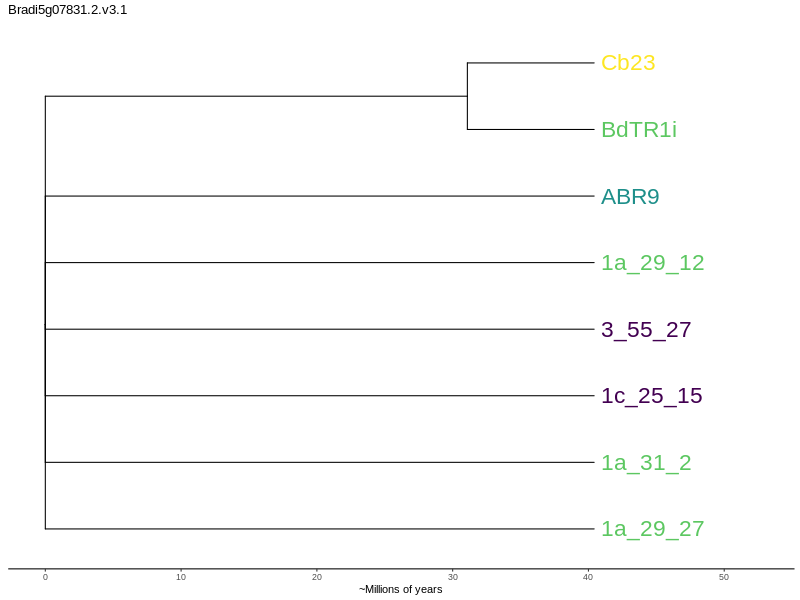 Bradi5g07831.2.v3.1
Cb23
BdTR1i
ABR9
1a_29_12
3_55_27
1c_25_15
1a_31_2
1a_29_27
0 10 20 30 40 50
~Millions of years